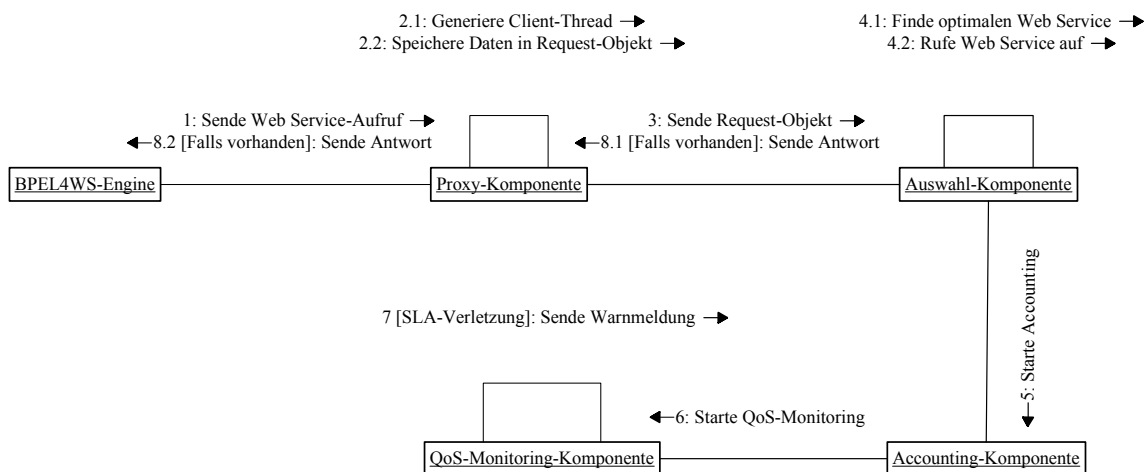 2.1: Generiere Client-Thread
4.1: Finde optimalen Web Service
2.2: Speichere Daten in Request-Objekt
4.2: Rufe Web Service auf
1: Sende Web Service-Aufruf
3: Sende Request-Objekt
8.2 [Falls vorhanden]: Sende Antwort
8.1 [Falls vorhanden]: Sende Antwort
BPEL4WS-Engine
Proxy-Komponente
Auswahl-Komponente
7 [SLA-Verletzung]: Sende Warnmeldung
5: Starte Accounting
6: Starte QoS-Monitoring
QoS-Monitoring-Komponente
Accounting-Komponente